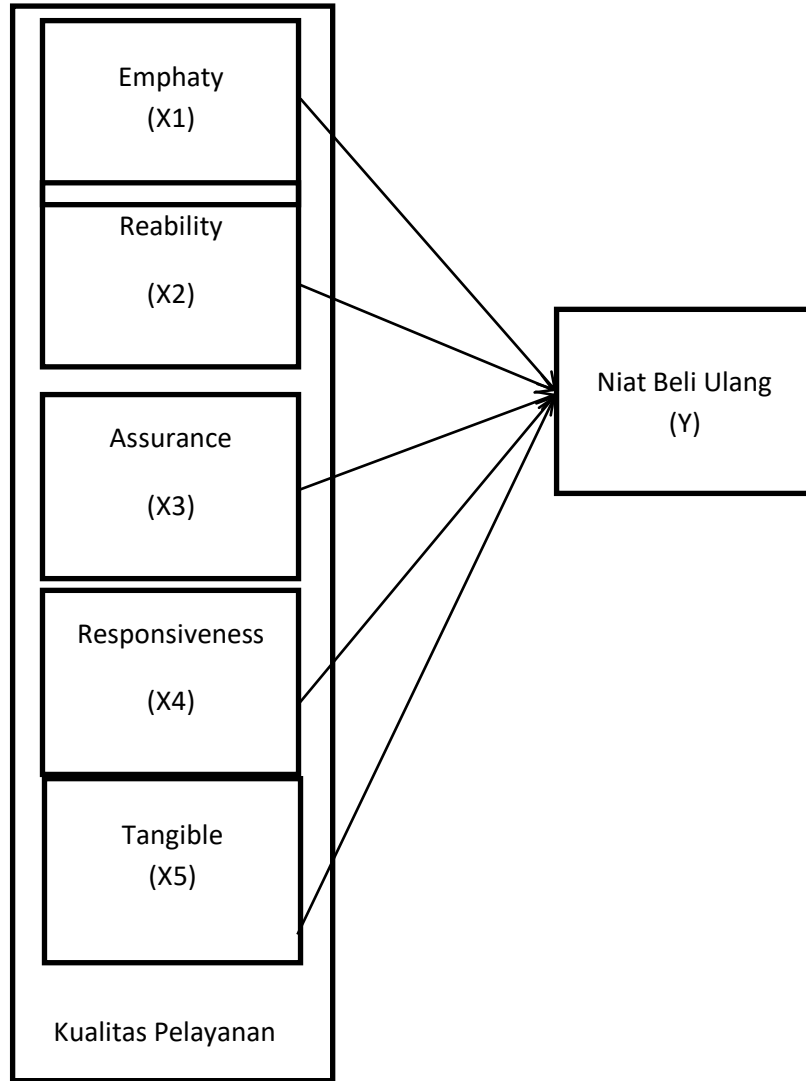 Emphaty
(X1)
Reability
(X2)
Assurance
(X3)
Responsiveness
(X4)
Tangible
(X5)
Kualitas Pelayanan
Niat Beli Ulang
(Y)